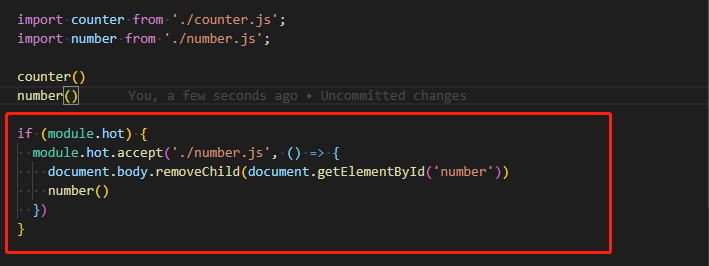 import counter from './counter.js';
import number from './number.js';
counter()
number() You, a few seconds ago • Uncommitted changes
if (module.hot) {
module.hot.accept('./number.js', () => {
document.body.removeChild(document.getElementById('number'))
number()
})
}